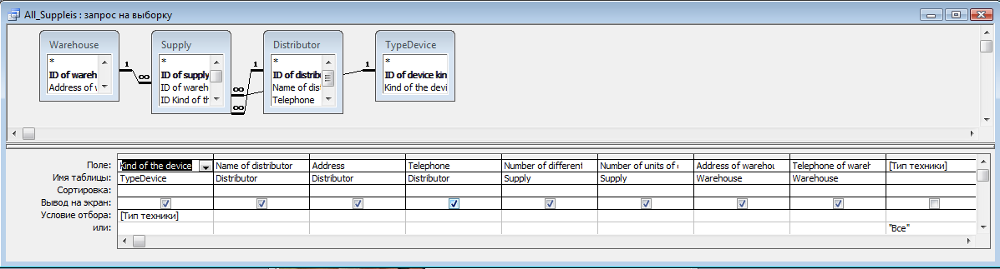 All_Suppleis : запрос на выборку
Warehouse Supply Distributor TypeDevice
* * * *
ID of wareh ID of supply ID of distrib ID of device kin
Address of w ID of wareh Name of dis Kind of the devi
ID Kind of th Telephone
1 ∞ ∞ ∞ 1 1
Поле: Kind of the device Name of distributor Address Telephone Number of different Number of units of Address of warehou Telephone of wareh [Тип техники]
Имя таблицы: TypeDevice Distributor Distributor Distributor Supply Supply Warehouse Warehouse
Сортировка:
Вывод на экран:
Условие отбора: [Тип техники]
или: "Все"